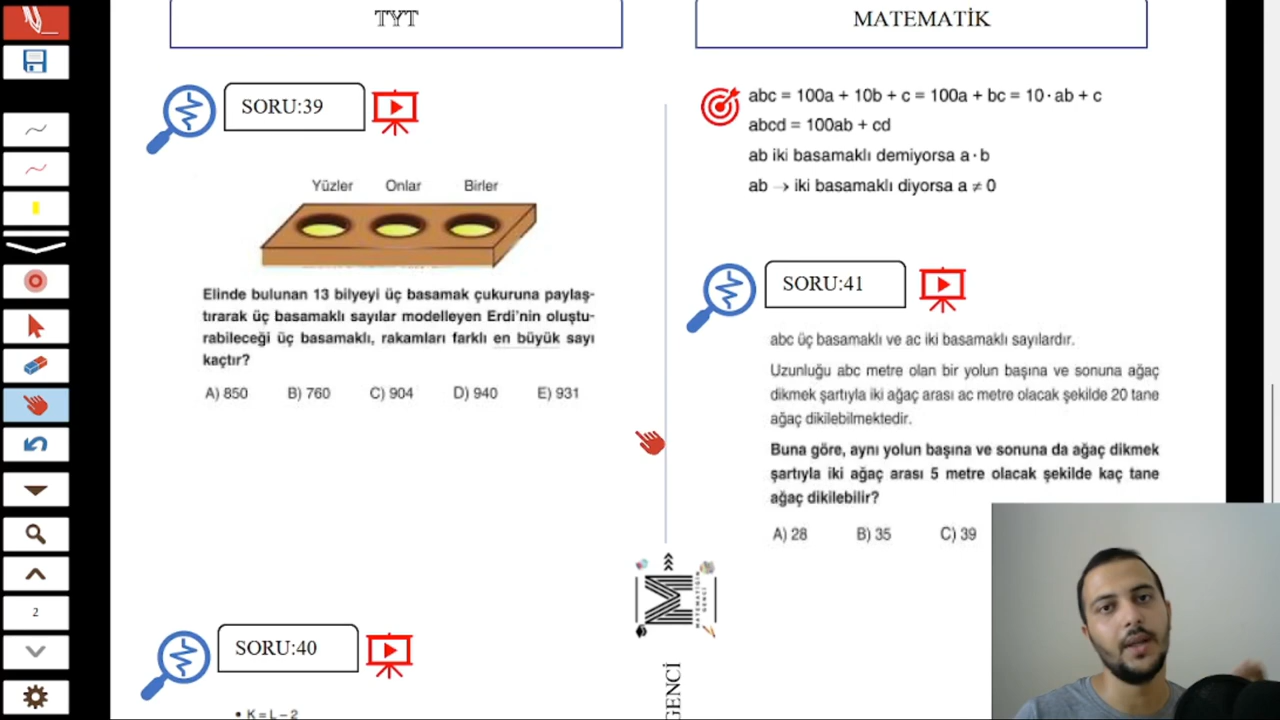 TYT
SORU:39
Yüzler Onlar Birler
Elinde bulunan 13 bilyeyi üç basamak çukuruna paylaş-
tırarak üç basamaklı sayılar modelleyen Erdi'nin oluştu-
rabileceği üç basamaklı, rakamları farklı en büyük sayı
kaçtır?
A) 850 B) 760 C) 904 D) 940 E) 931
SORU:40
• K=L–2
MATEMATİK
abc = 100a + 10b + c = 100a + bc = 10·ab + c
abcd = 100ab + cd
ab iki basamaklı demiyorsa a·b
ab → iki basamaklı diyorsa a ≠ 0
SORU:41
abc üç basamaklı ve ac iki basamaklı sayılardır.
Uzunluğu abc metre olan bir yolun başına ve sonuna ağaç
dikmek şartıyla iki ağaç arası ac metre olacak şekilde 20 tane
ağaç dikilebilmektedir.
Buna göre, aynı yolun başına ve sonuna da ağaç dikmek
şartıyla iki ağaç arası 5 metre olacak şekilde kaç tane
ağaç dikilebilir?
A) 28 B) 35 C) 39
MATEMATİĞİN
GENCİ
GENCİ
2